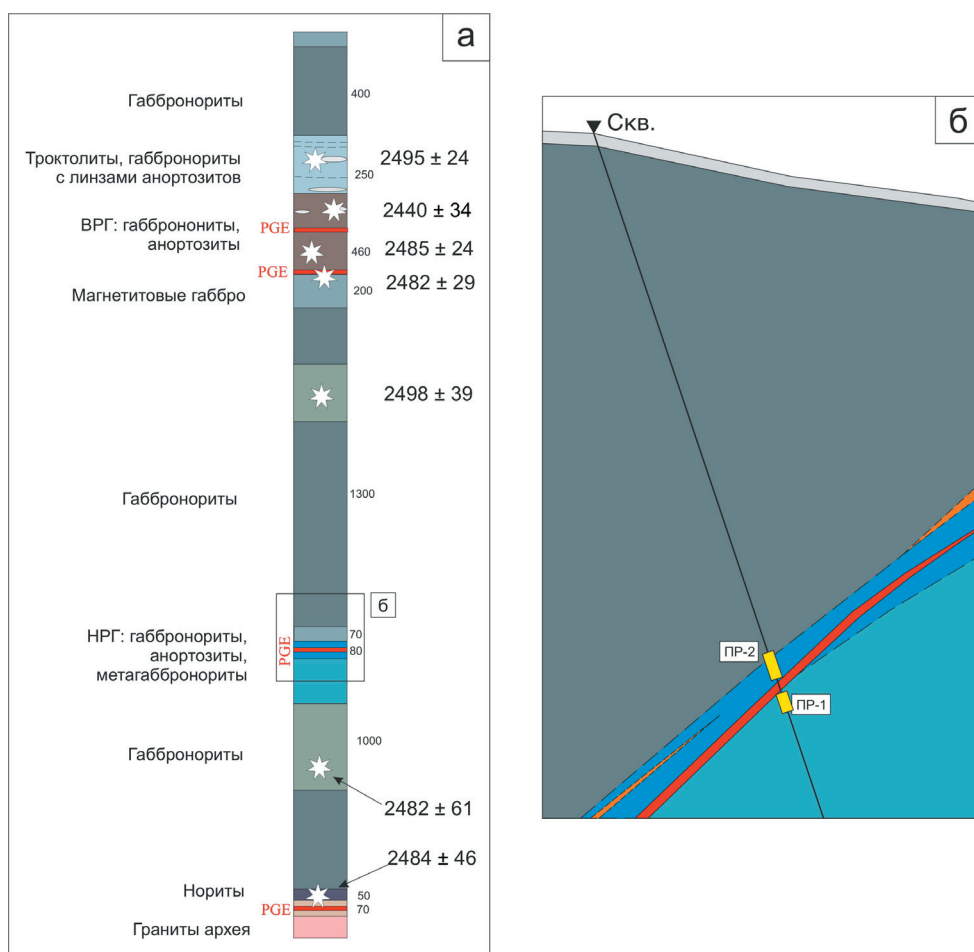 а
Габбронориты
400
Троктолиты, габбронориты
с линзами анортозитов
250
2495 ± 24
ВРГ: габбронониты,
анортозиты
PGE
460
2440 ± 34
2485 ± 24
PGE
2482 ± 29
Магнетитовые габбро
200
2498 ± 39
Габбронориты
1300
б
НРГ: габбронориты,
анортозиты,
метагаббронориты
PGE
70
80
Габбронориты
1000
2482 ± 61
2484 ± 46
Нориты
50
PGE
70
Граниты архея
б
Скв.
ПР-2
ПР-1